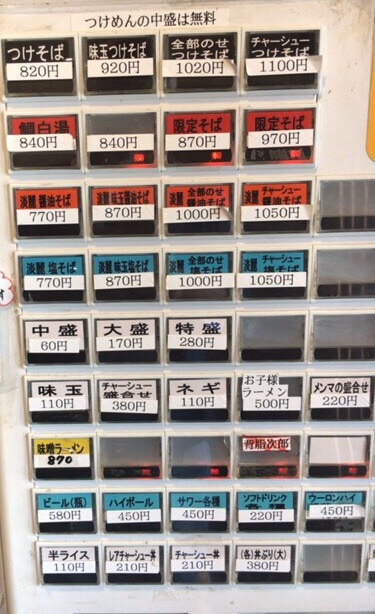 つけめんの中盛は無料
つけそば 味玉つけそば 全部のせつけそば チャーシューつけそば
820円 920円 1020円 1100円
鯛白湯 限定そば 限定そば
840円 840円 870円 970円
淡麗醤油そば 淡麗味玉醤油そば 淡麗全部のせ醤油そば 淡麗チャーシュー醤油そば
770円 870円 1000円 1050円
淡麗塩そば 淡麗味玉塩そば 淡麗全部のせ塩そば 淡麗チャーシュー塩そば
770円 870円 1000円 1050円
中盛 大盛 特盛
60円 170円 280円
味玉 チャーシュー盛合せ ネギ お子様ラーメン メンマの盛合せ
110円 380円 110円 500円 220円
味噌ラーメン 背脂次郎
870
ビール(瓶) ハイボール サワー各種 ソフトドリンク ウーロンハイ
580円 450円 450円 220円 450円
半ライス レアチャーシュー丼 チャーシュー丼 (各)丼ぶり(大)
110円 210円 210円 380円